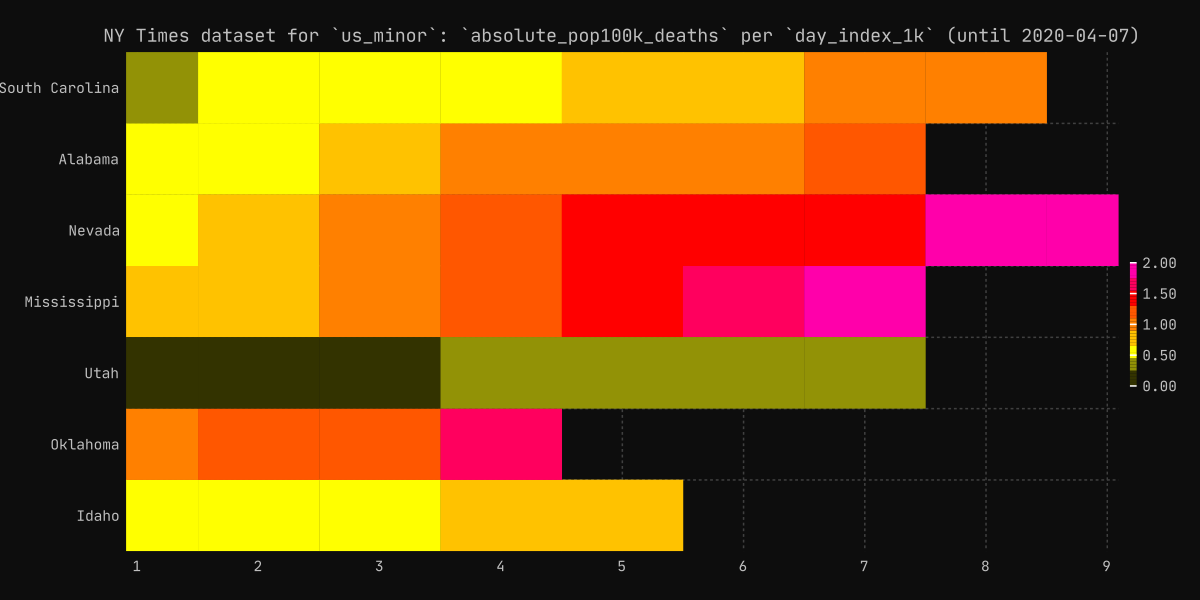 NY Times dataset for `us_minor`: `absolute_pop100k_deaths` per `day_index_1k` (until 2020-04-07)
South Carolina
Alabama
Nevada
Mississippi
Utah
Oklahoma
Idaho
1 2 3 4 5 6 7 8 9
2.00
1.50
1.00
0.50
0.00